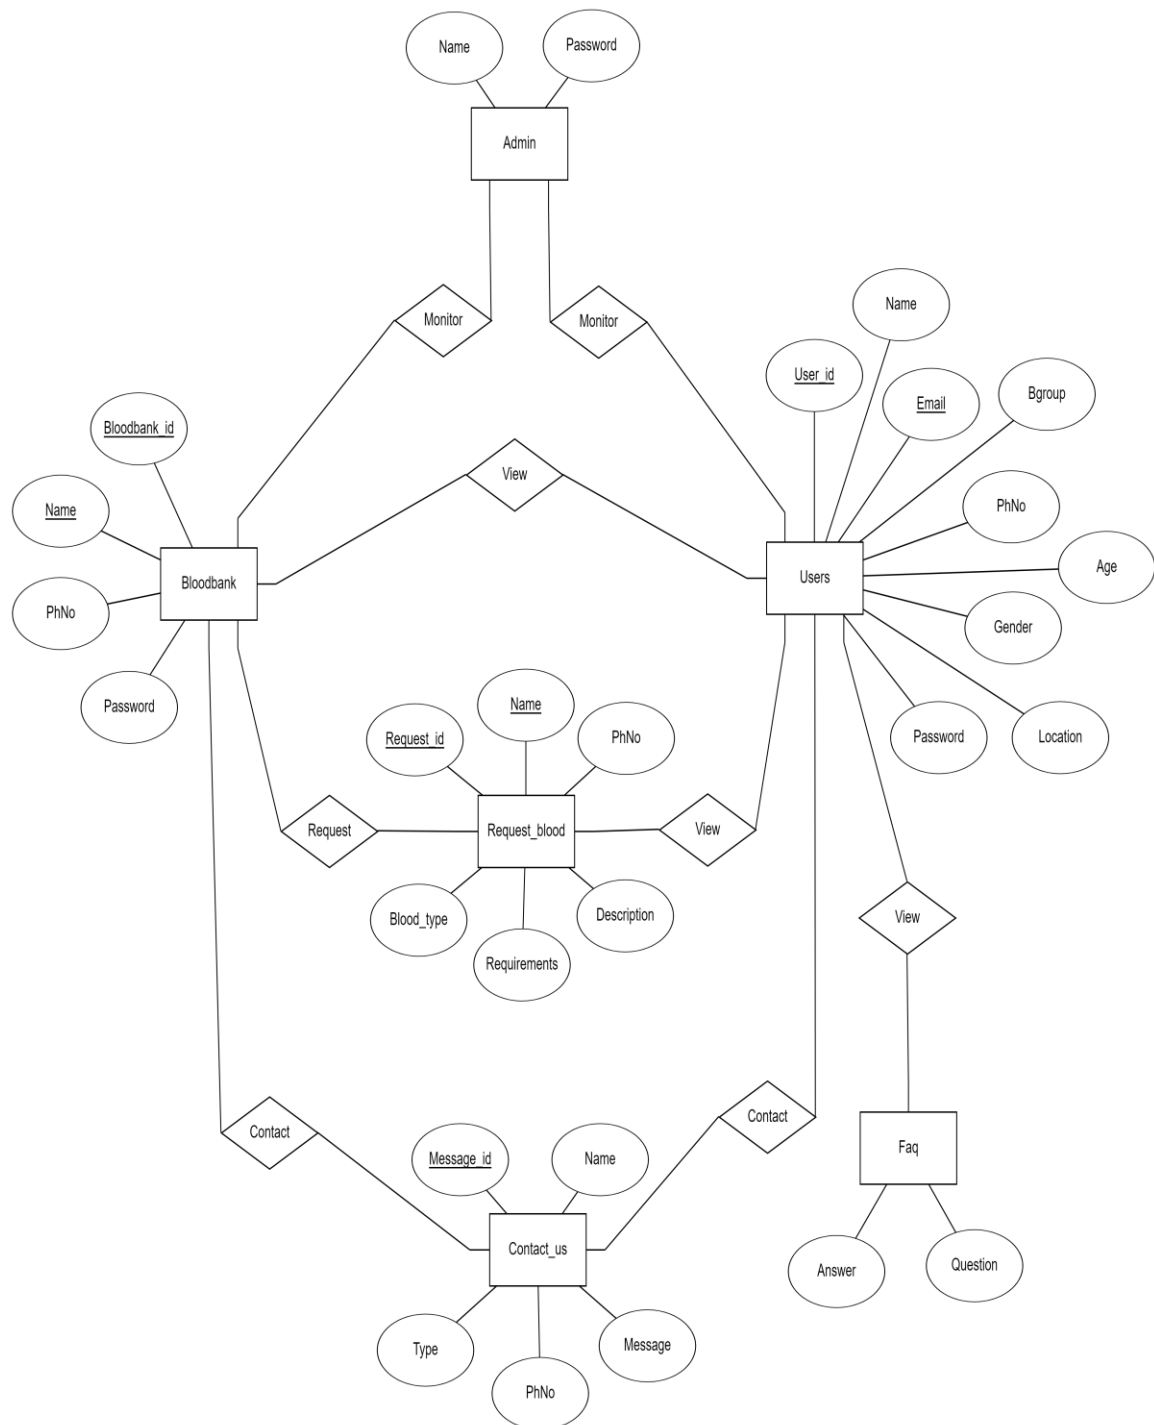 Name
Password
Admin
Monitor
Monitor
Name
User_id
Email
Bgroup
Bloodbank_id
View
Name
PhNo
Bloodbank
Users
Age
PhNo
Gender
Password
Name
Request_id
PhNo
Password
Location
Request
Request_blood
View
Blood_type
Description
View
Requirements
Contact
Contact
Message_id
Name
Faq
Contact_us
Answer
Question
Type
Message
PhNo